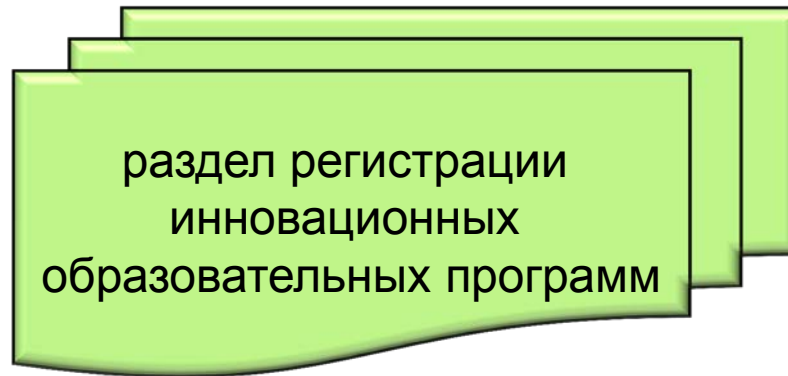 раздел регистрации
инновационных
образовательных программ